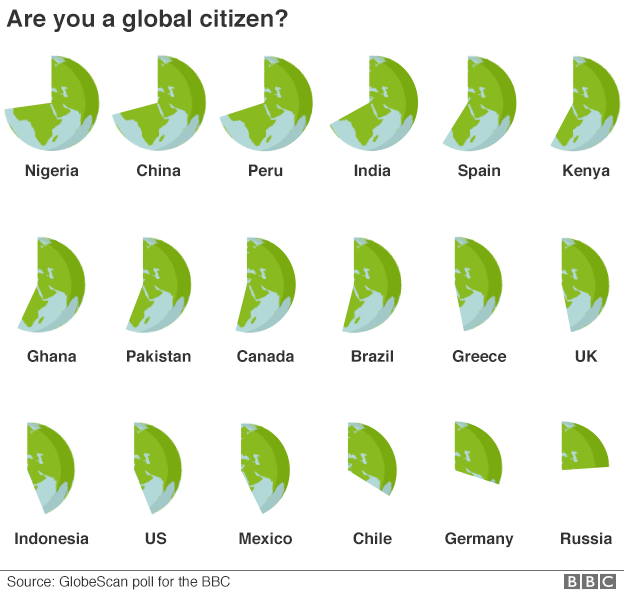 Are you a global citizen?
Nigeria China Peru India Spain Kenya
Ghana Pakistan Canada Brazil Greece UK
Indonesia US Mexico Chile Germany Russia
Source: GlobeScan poll for the BBC BBC